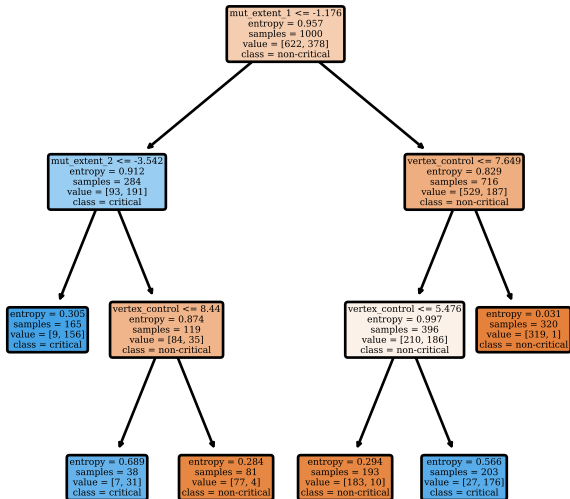 mut_extent_1 <= -1.176
entropy = 0.957
samples = 1000
value = [622, 378]
class = non-critical
mut_extent_2 <= -3.542
entropy = 0.912
samples = 284
value = [93, 191]
class = critical
vertex_control <= 7.649
entropy = 0.829
samples = 716
value = [529, 187]
class = non-critical
entropy = 0.305
samples = 165
value = [9, 156]
class = critical
vertex_control <= 8.44
entropy = 0.874
samples = 119
value = [84, 35]
class = non-critical
vertex_control <= 5.476
entropy = 0.997
samples = 396
value = [210, 186]
class = non-critical
entropy = 0.031
samples = 320
value = [319, 1]
class = non-critical
entropy = 0.689
samples = 38
value = [7, 31]
class = critical
entropy = 0.284
samples = 81
value = [77, 4]
class = non-critical
entropy = 0.294
samples = 193
value = [183, 10]
class = non-critical
entropy = 0.566
samples = 203
value = [27, 176]
class = critical